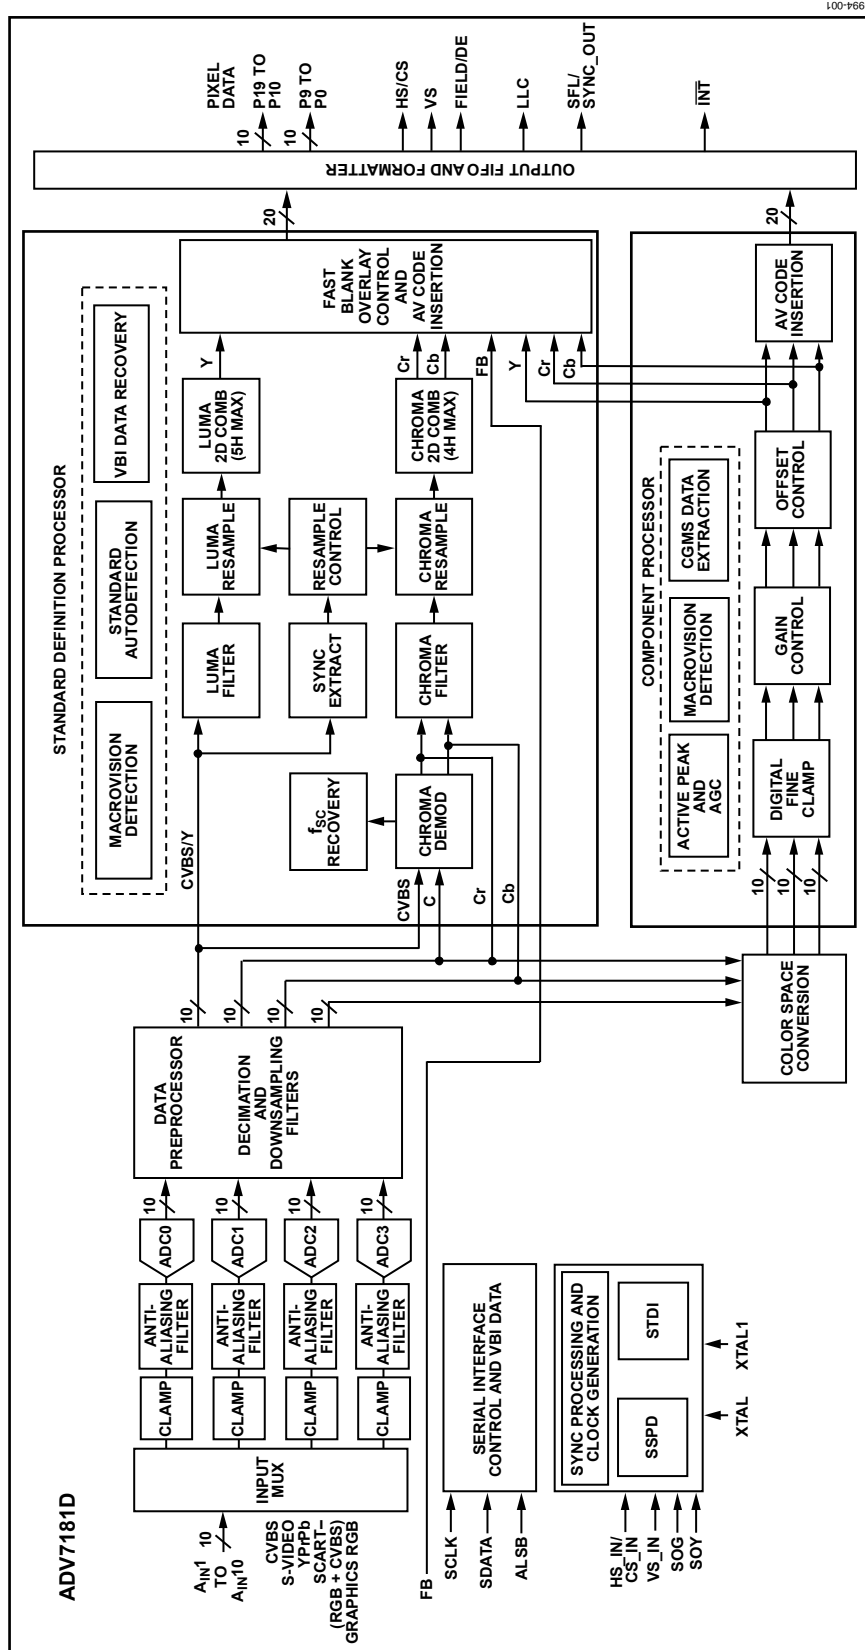 ADV7181D
A_IN1
TO
A_IN10
10
CVBS
S-VIDEO
YPrPb
SCART–
(RGB + CVBS)
GRAPHICS RGB
INPUT
MUX
CLAMP
ANTI-
ALIASING
FILTER
ADC0
10
CLAMP
ANTI-
ALIASING
FILTER
ADC1
10
CLAMP
ANTI-
ALIASING
FILTER
ADC2
10
CLAMP
ANTI-
ALIASING
FILTER
ADC3
10
DATA
PREPROCESSOR
DECIMATION
AND
DOWNSAMPLING
FILTERS
10
10
10
10
FB
SCLK
SDATA
ALSB
SERIAL INTERFACE
CONTROL AND VBI DATA
HS_IN/
CS_IN
VS_IN
SOG
SOY
SYNC PROCESSING AND
CLOCK GENERATION
SSPD
STDI
XTAL
XTAL1
STANDARD DEFINITION PROCESSOR
MACROVISION
DETECTION
STANDARD
AUTODETECTION
VBI DATA RECOVERY
CVBS/Y
LUMA
FILTER
LUMA
RESAMPLE
LUMA
2D COMB
(5H MAX)
Y
SYNC
EXTRACT
RESAMPLE
CONTROL
fSC
RECOVERY
CVBS
C
Cr
Cb
CHROMA
DEMOD
CHROMA
FILTER
CHROMA
RESAMPLE
CHROMA
2D COMB
(4H MAX)
Cr
Cb
FB
Y
Cr
Cb
FAST
BLANK
OVERLAY
CONTROL
AND
AV CODE
INSERTION
20
COLOR SPACE
CONVERSION
COMPONENT PROCESSOR
ACTIVE PEAK
AND
AGC
MACROVISION
DETECTION
CGMS DATA
EXTRACTION
10
10
10
DIGITAL
FINE
CLAMP
GAIN
CONTROL
OFFSET
CONTROL
AV CODE
INSERTION
20
OUTPUT FIFO AND FORMATTER
PIXEL
DATA
10
P19 TO
P10
10
P9 TO
P0
HS/CS
VS
FIELD/DE
LLC
SFL/
SYNC_OUT
INT